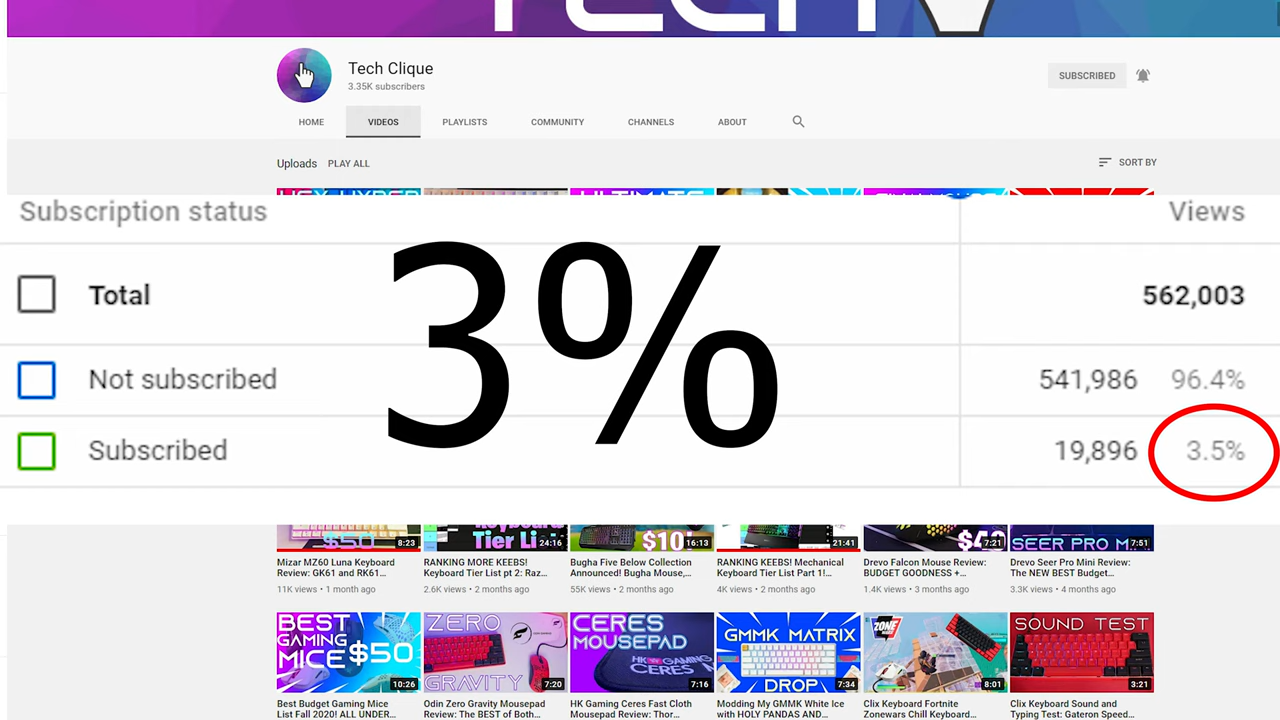 TECH
Tech Clique
3.35K subscribers
SUBSCRIBED
HOME VIDEOS PLAYLISTS COMMUNITY CHANNELS ABOUT
Uploads PLAY ALL SORT BY
ULTIMATE
Subscription status Views
3%
Total 562,003
Not subscribed 541,986 96.4%
Subscribed 19,896 3.5%
$50 8:23
Keyboard
Tier Li 24:16
$10 16:13
21:41
7:21
SEER PRO M 7:51
Mizar MZ60 Luna Keyboard
Review: GK61 and RK61...
11K views • 1 month ago
RANKING MORE KEEBS!
Keyboard Tier List pt 2: Raz...
2.6K views • 2 months ago
Bugha Five Below Collection
Announced! Bugha Mouse,...
55K views • 2 months ago
RANKING KEEBS! Mechanical
Keyboard Tier List Part 1!...
4K views • 2 months ago
Drevo Falcon Mouse Review:
BUDGET GOODNESS +...
1.4K views • 3 months ago
Drevo Seer Pro Mini Review:
The NEW BEST Budget...
3.3K views • 4 months ago
BEST
GAMING
MICE $50
10:26
ZERO
GRAVITY
7:20
CERES
MOUSEPAD
HK GAMING
CERES
7:16
GMMK MATRIX
DROP
7:34
ZONE
8:01
SOUND TEST
3:21
Best Budget Gaming Mice
List Fall 2020! ALL UNDER...
Odin Zero Gravity Mousepad
Review: The BEST of Both...
HK Gaming Ceres Fast Cloth
Mousepad Review: Thor...
Modding My GMMK White Ice
with HOLY PANDAS AND...
Clix Keyboard Fortnite
Zonewars Chill Keyboard...
Clix Keyboard Sound and
Typing Test: Gateron Speed...